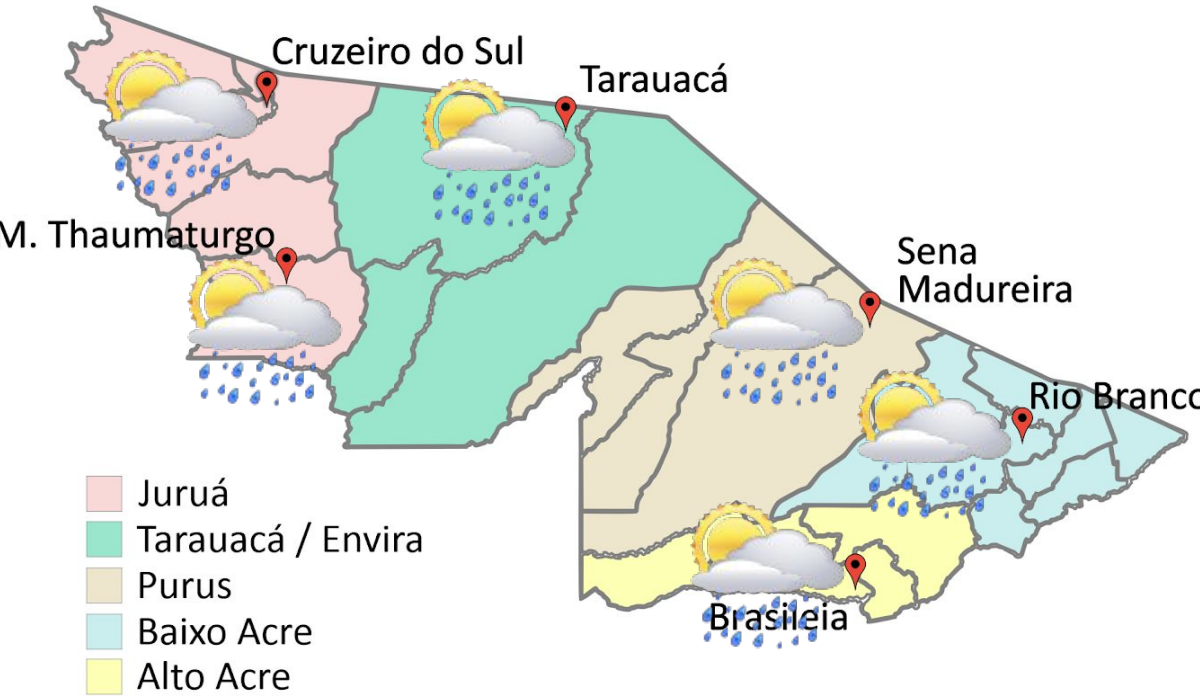 Cruzeiro do Sul
Tarauacá
M. Thaumaturgo
Sena
Madureira
Rio Branco
Brasileia
Juruá
Tarauacá / Envira
Purus
Baixo Acre
Alto Acre